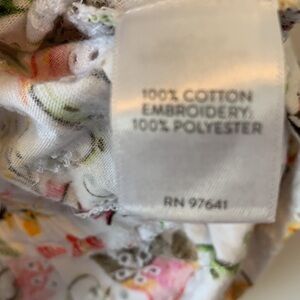 100% COTTON
EMBROIDERY:
100% POLYESTER
RN 97641